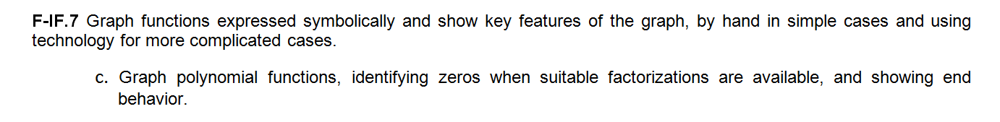 F-IF.7 Graph functions expressed symbolically and show key features of the graph, by hand in simple cases and using
technology for more complicated cases.
c. Graph polynomial functions, identifying zeros when suitable factorizations are available, and showing end
behavior.